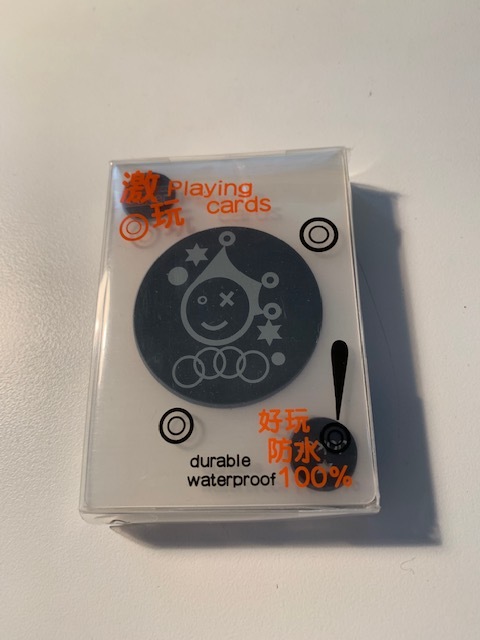 激玩 Playing
cards
好玩
防水
durable
waterproof 100%